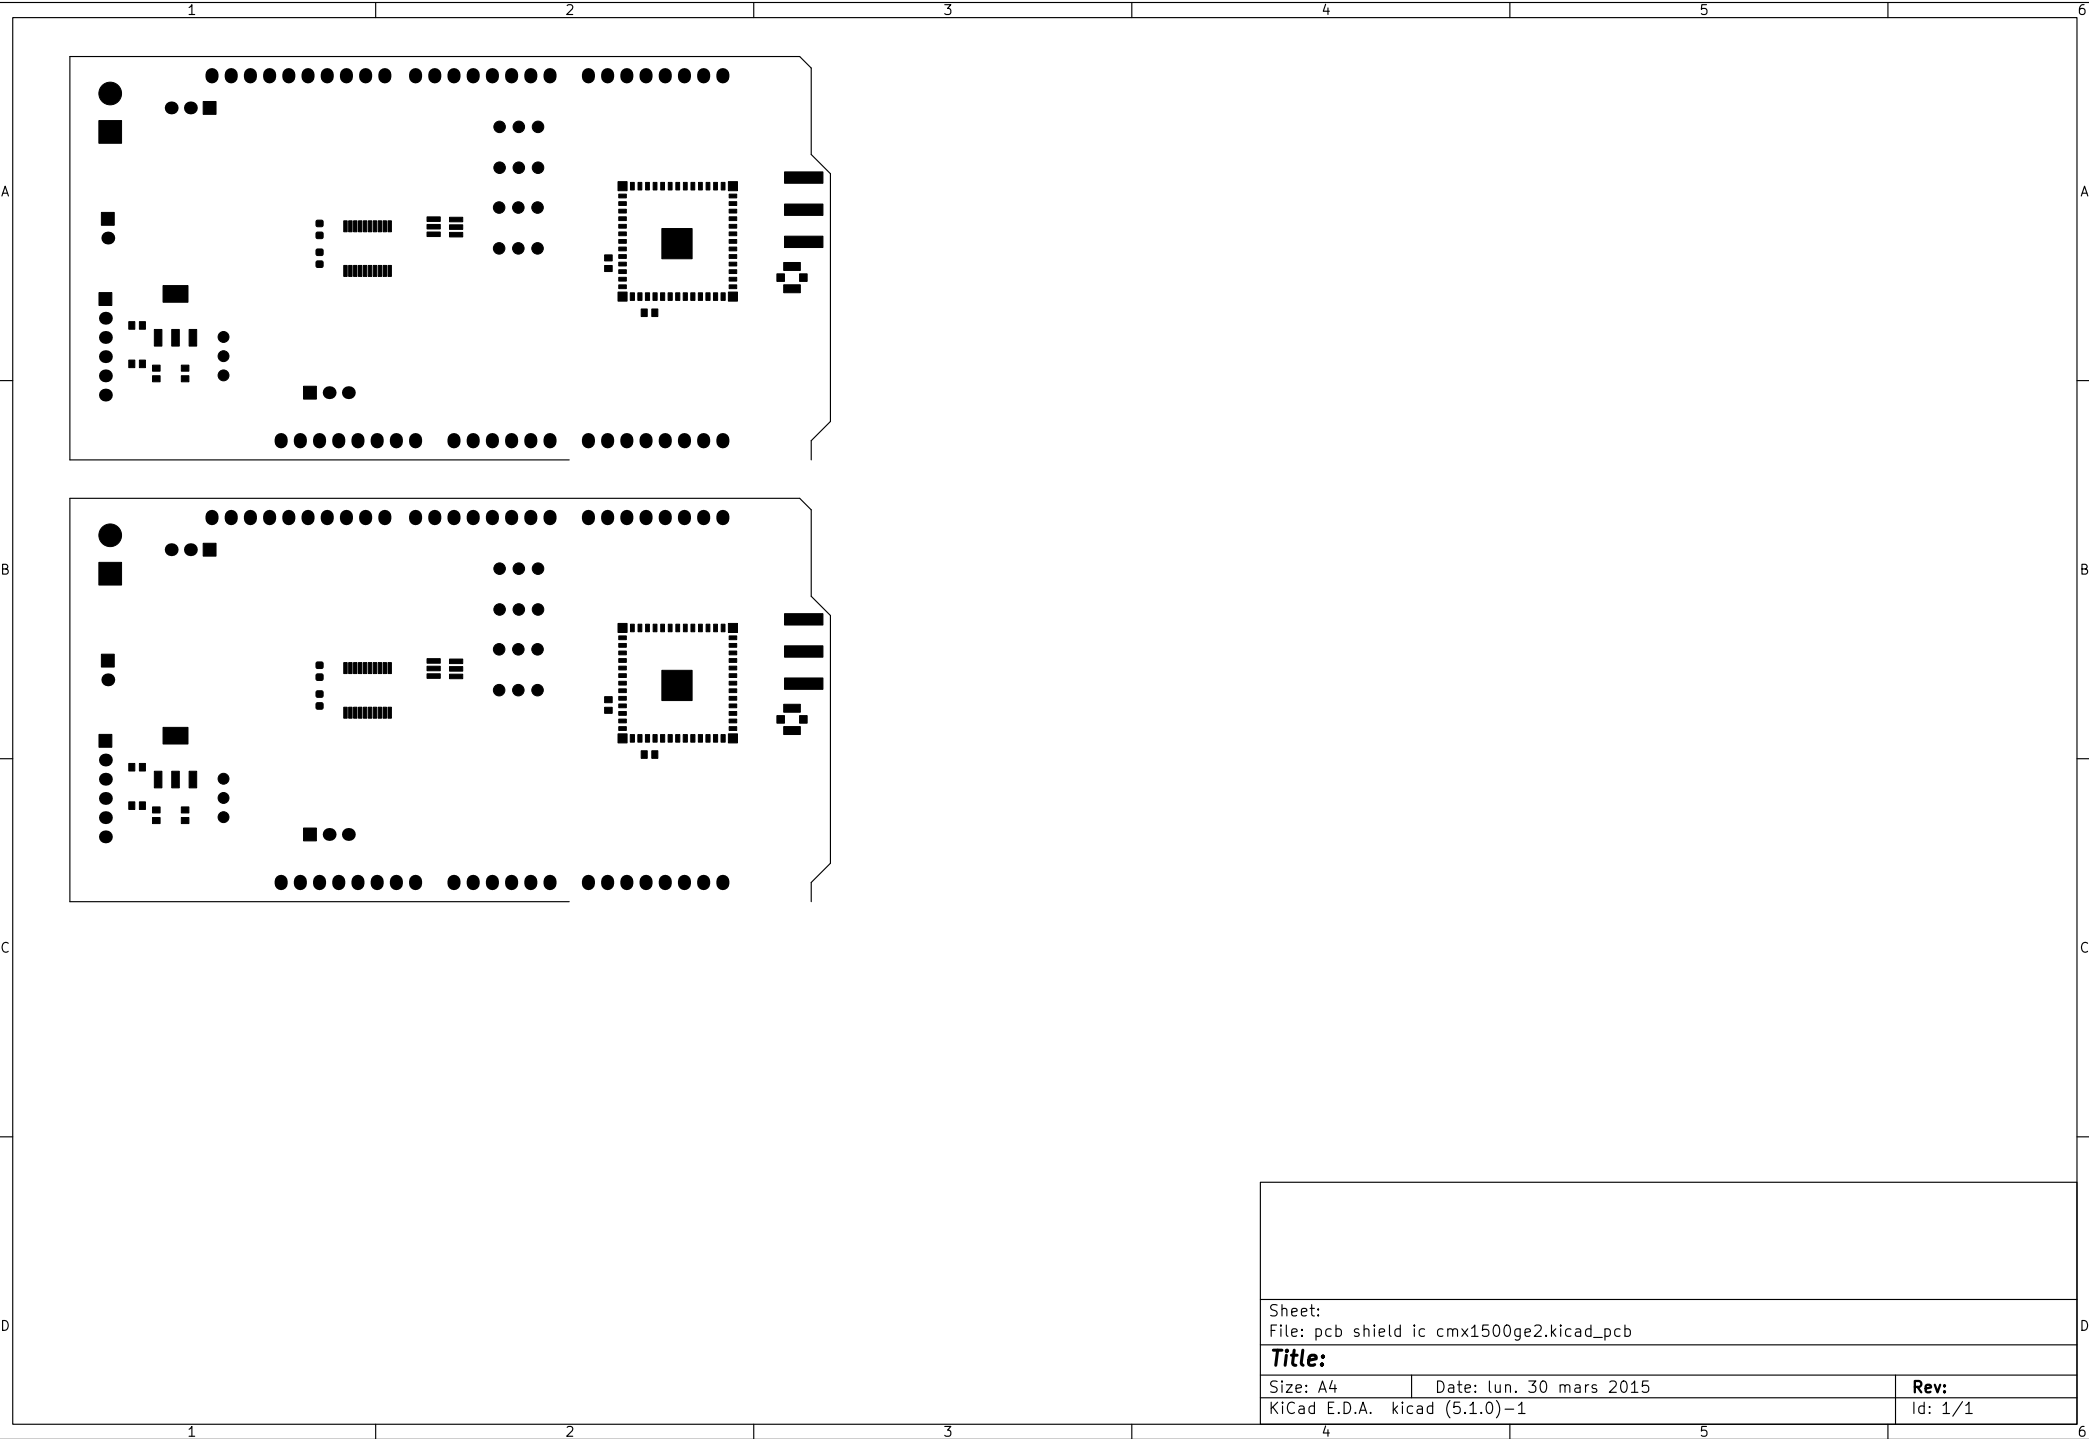 1 2 3 4 5 6
A A
B B
C C
D D
Sheet:
File: pcb shield ic cmx1500ge2.kicad_pcb
Title:
Size: A4 Date: lun. 30 mars 2015 Rev:
KiCad E.D.A. kicad (5.1.0)-1 Id: 1/1
1 2 3 4 5 6